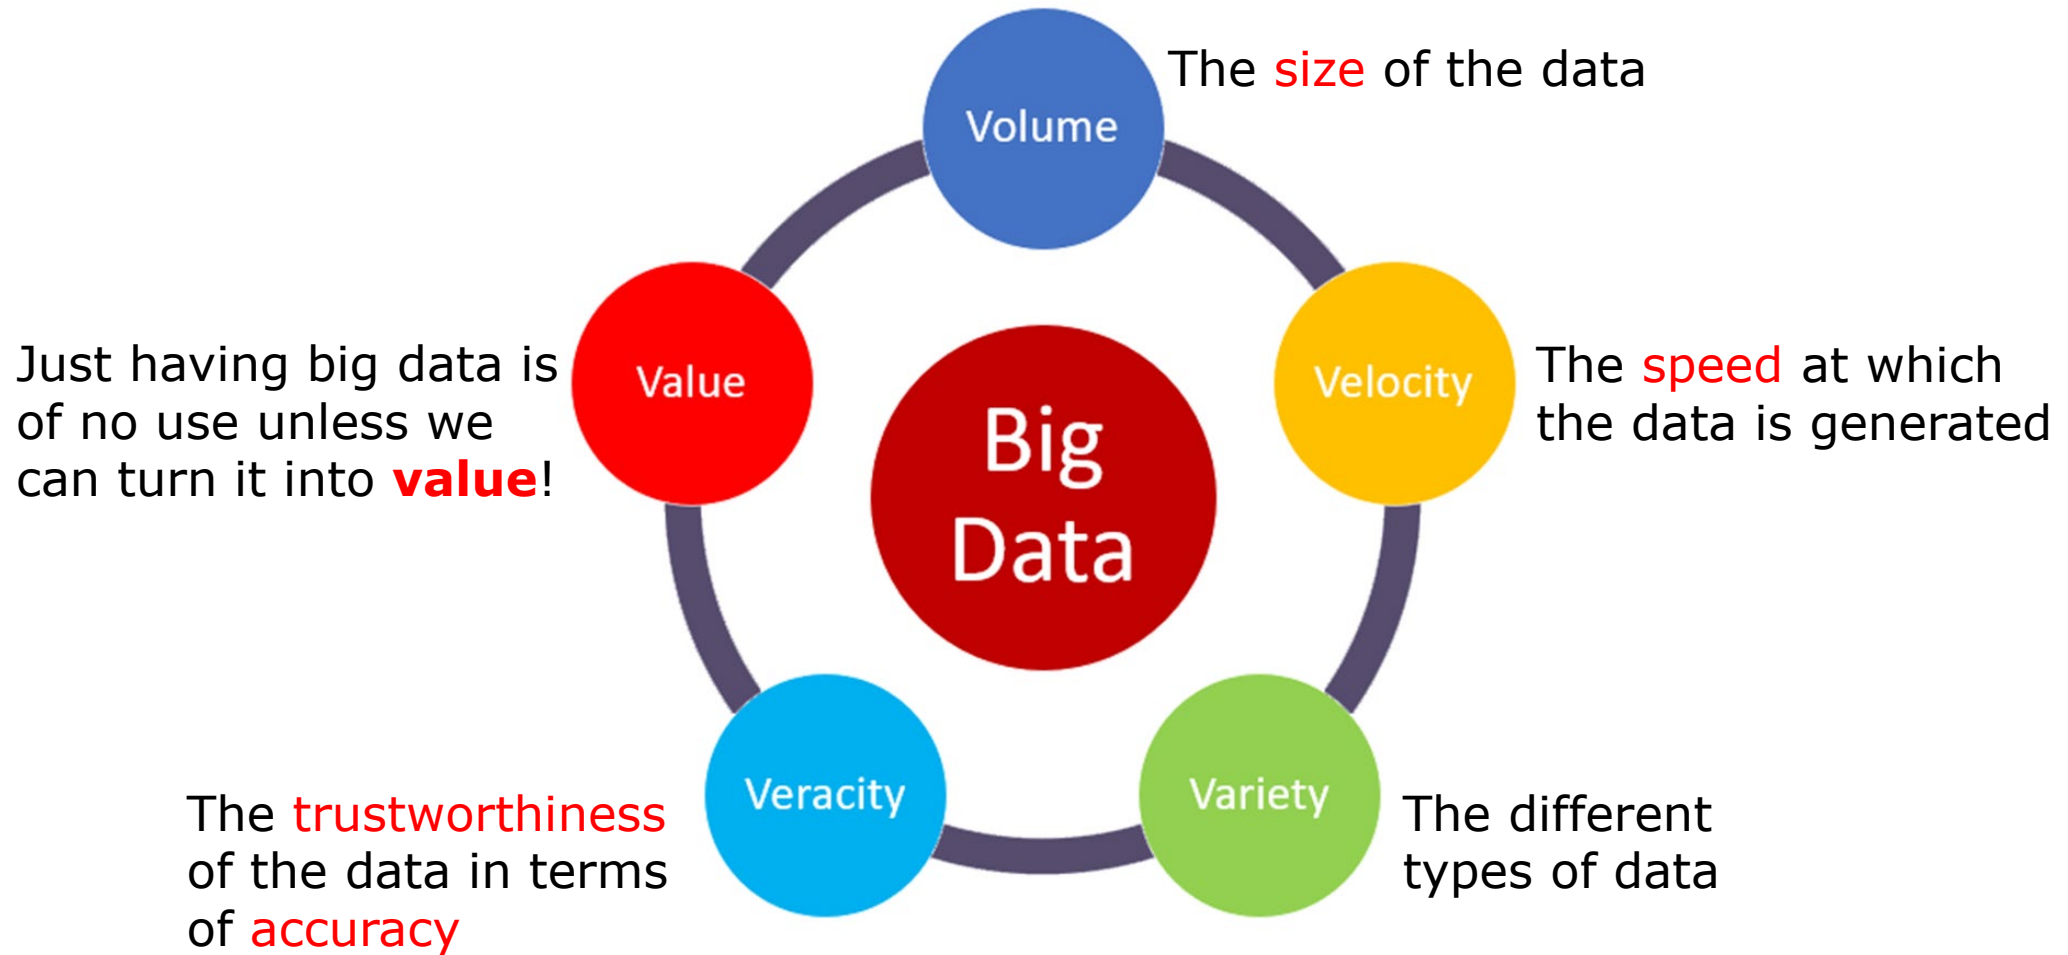 Volume
The size of the data
Velocity
The speed at which
the data is generated
Variety
The different
types of data
Veracity
The trustworthiness
of the data in terms
of accuracy
Value
Just having big data is
of no use unless we
can turn it into value!
Big
Data